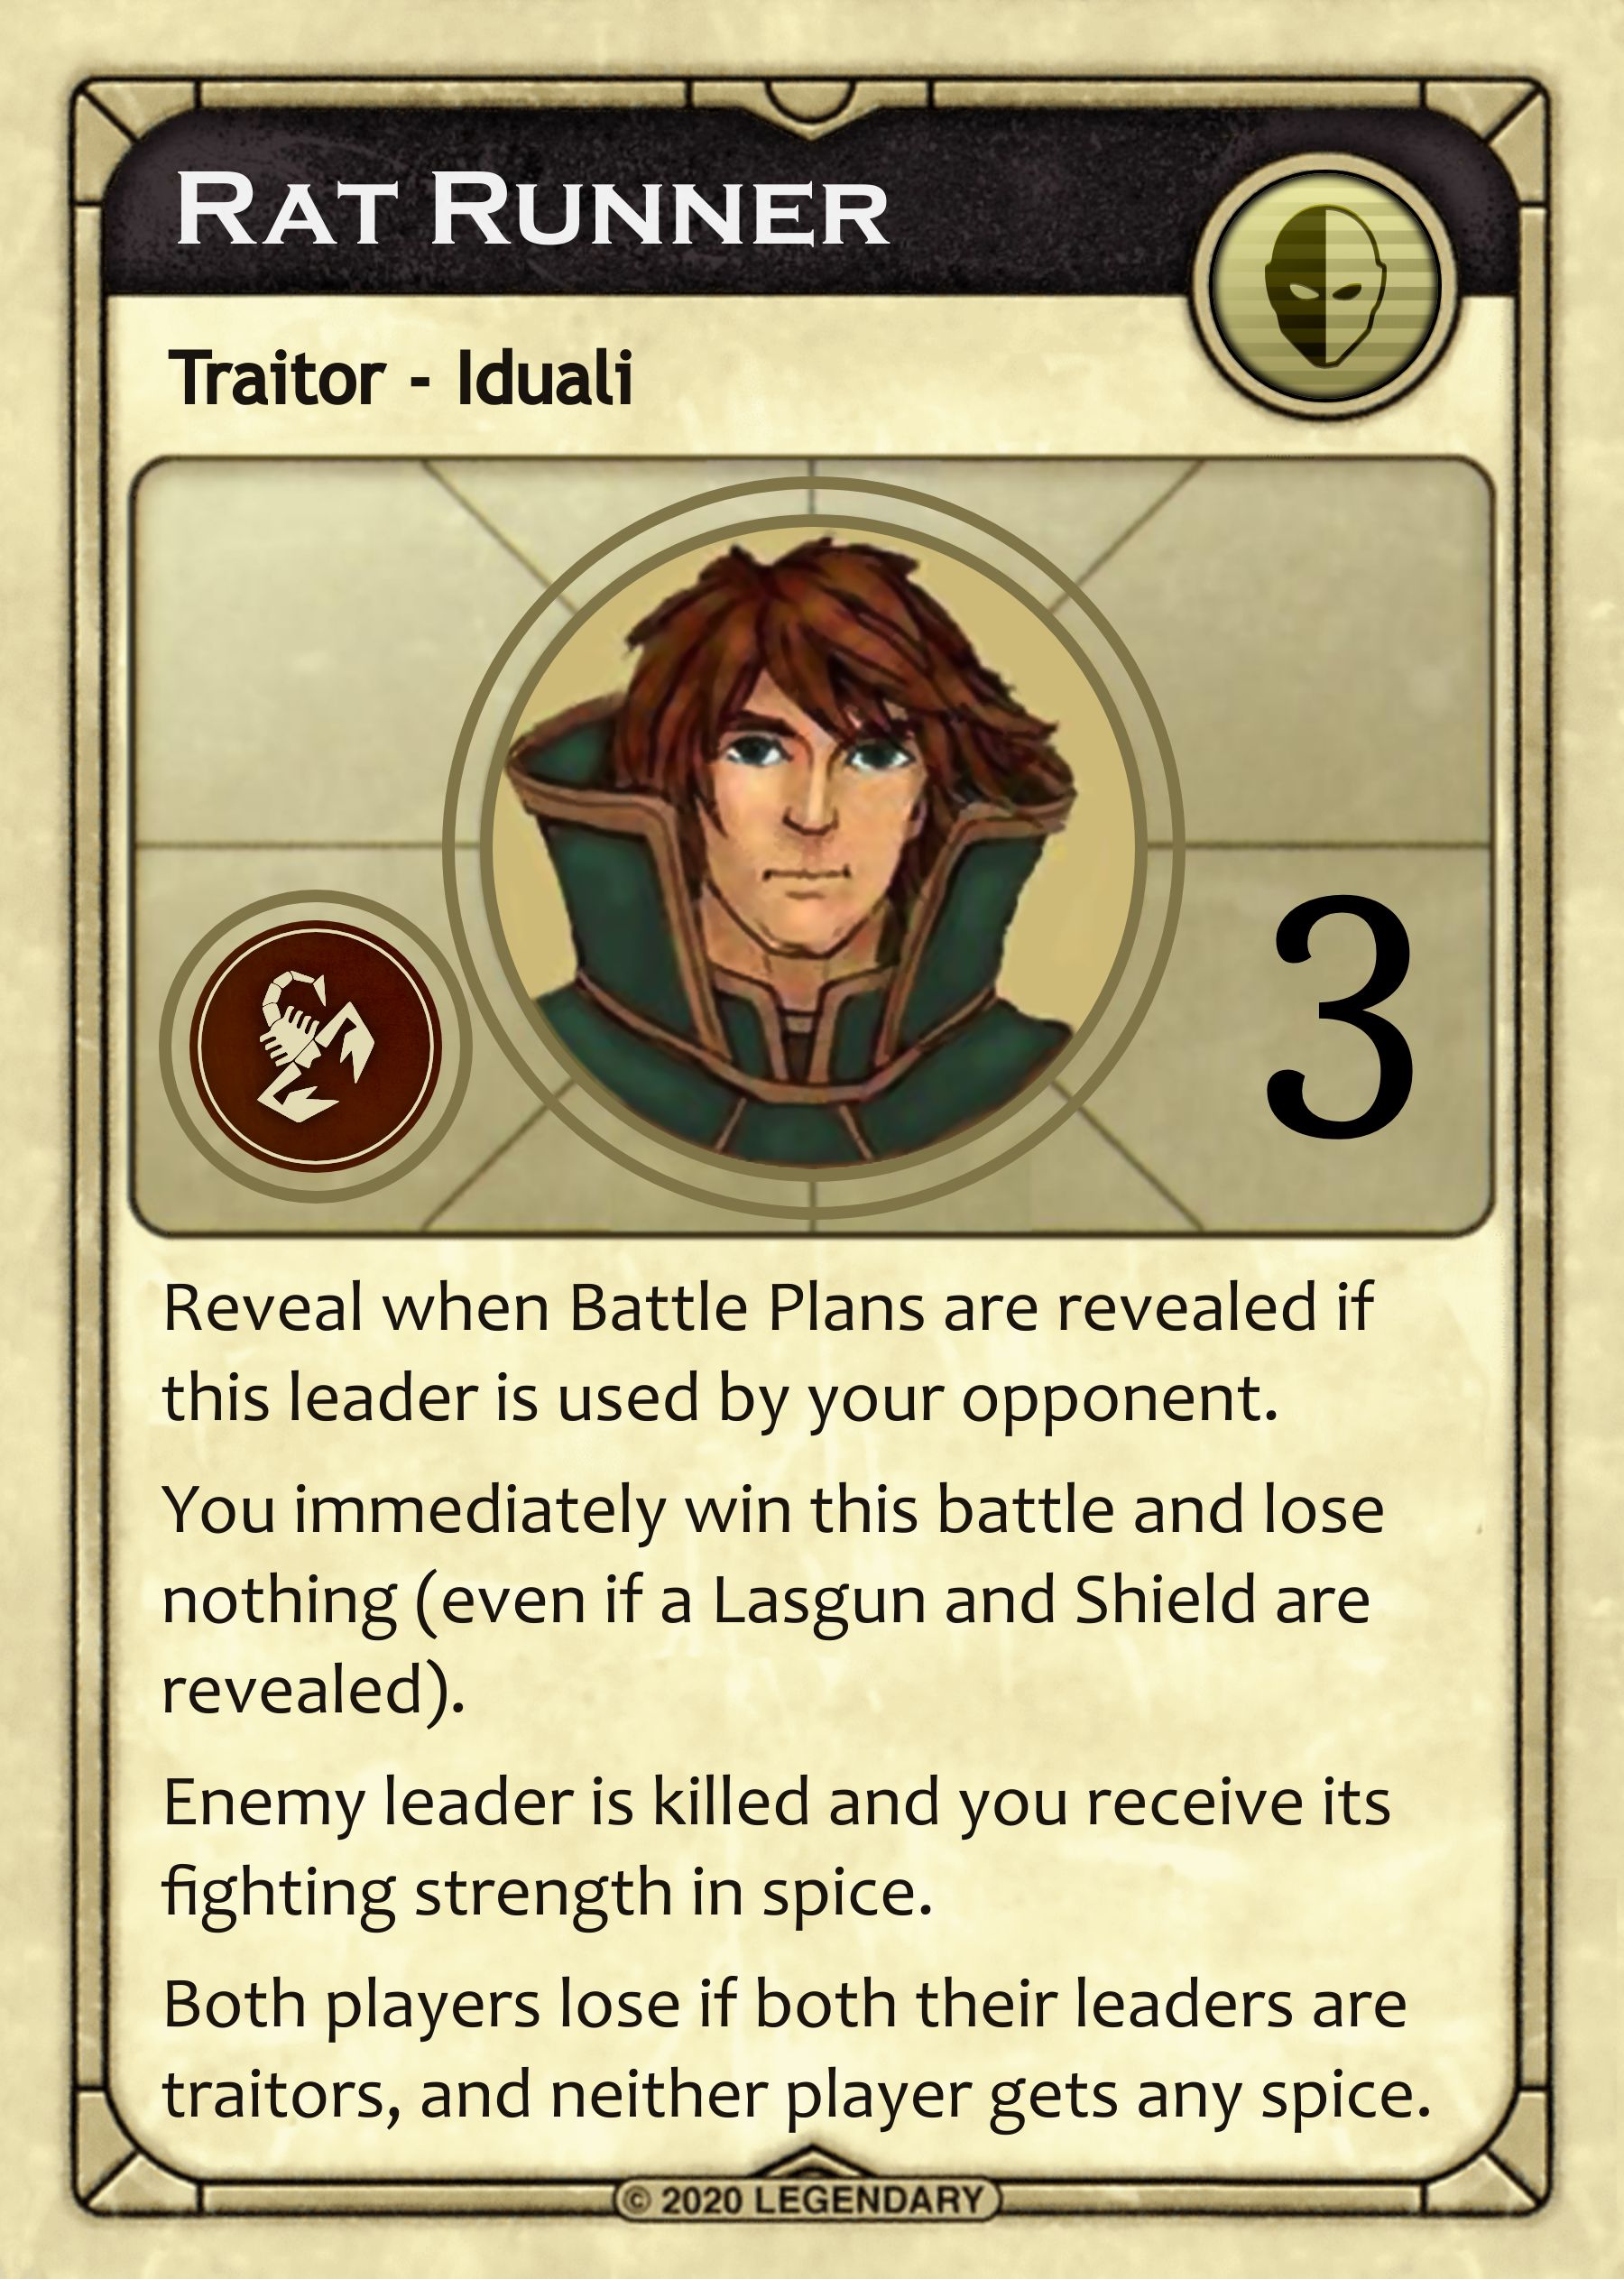 RAT RUNNER
Traitor - Iduali
3
Reveal when Battle Plans are revealed if
this leader is used by your opponent.
You immediately win this battle and lose
nothing (even if a Lasgun and Shield are
revealed).
Enemy leader is killed and you receive its
fighting strength in spice.
Both players lose if both their leaders are
traitors, and neither player gets any spice.
© 2020 LEGENDARY